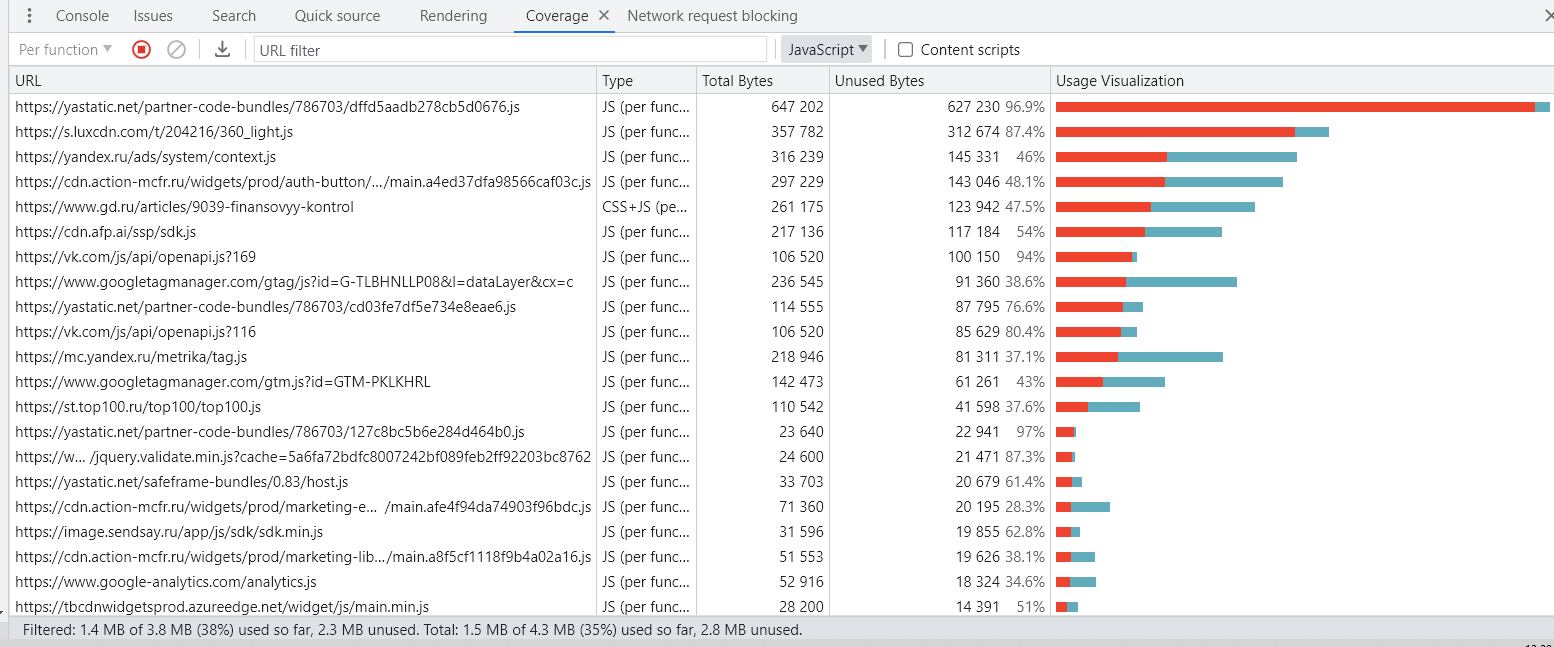 Console Issues Search Quick source Rendering Coverage Network request blocking
Per function URL filter JavaScript Content scripts
URL Type Total Bytes Unused Bytes Usage Visualization
https://yastatic.net/partner-code-bundles/786703/dffd5aadb278cb5d0676.js JS (per func... 647 202 627 230 96.9%
https://s.luxcdn.com/t/204216/360_light.js JS (per func... 357 782 312 674 87.4%
https://yandex.ru/ads/system/context.js JS (per func... 316 239 145 331 46%
https://cdn.action-mcfr.ru/widgets/prod/auth-button/.../main.a4ed37dfa98566caf03c.js JS (per func... 297 229 143 046 48.1%
https://www.gd.ru/articles/9039-finansovyy-kontrol CSS+JS (pe... 261 175 123 942 47.5%
https://cdn.afp.ai/ssp/sdk.js JS (per func... 217 136 117 184 54%
https://vk.com/js/api/openapi.js?169 JS (per func... 106 520 100 150 94%
https://www.googletagmanager.com/gtag/js?id=G-TLBHNLLP08&l=dataLayer&cx=c JS (per func... 236 545 91 360 38.6%
https://yastatic.net/partner-code-bundles/786703/cd03fe7df5e734e8eae6.js JS (per func... 114 555 87 795 76.6%
https://vk.com/js/api/openapi.js?116 JS (per func... 106 520 85 629 80.4%
https://mc.yandex.ru/metrika/tag.js JS (per func... 218 946 81 311 37.1%
https://www.googletagmanager.com/gtm.js?id=GTM-PKLKHRL JS (per func... 142 473 61 261 43%
https://st.top100.ru/top100/top100.js JS (per func... 110 542 41 598 37.6%
https://yastatic.net/partner-code-bundles/786703/127c8bc5b6e284d464b0.js JS (per func... 23 640 22 941 97%
https://w... /jquery.validate.min.js?cache=5a6fa72bdfc8007242bf089feb2ff92203bc8762 JS (per func... 24 600 21 471 87.3%
https://yastatic.net/safeframe-bundles/0.83/host.js JS (per func... 33 703 20 679 61.4%
https://cdn.action-mcfr.ru/widgets/prod/marketing-e... /main.afe4f94da74903f96bdc.js JS (per func... 71 360 20 195 28.3%
https://image.sendsay.ru/app/js/sdk/sdk.min.js JS (per func... 31 596 19 855 62.8%
https://cdn.action-mcfr.ru/widgets/prod/marketing-lib.../main.a8f5cf1118f9b4a02a16.js JS (per func... 51 553 19 626 38.1%
https://www.google-analytics.com/analytics.js JS (per func... 52 916 18 324 34.6%
https://tbcdnwidgetsprod.azureedge.net/widget/js/main.min.js JS (per func... 28 200 14 391 51%
Filtered: 1.4 MB of 3.8 MB (38%) used so far, 2.3 MB unused. Total: 1.5 MB of 4.3 MB (35%) used so far, 2.8 MB unused.